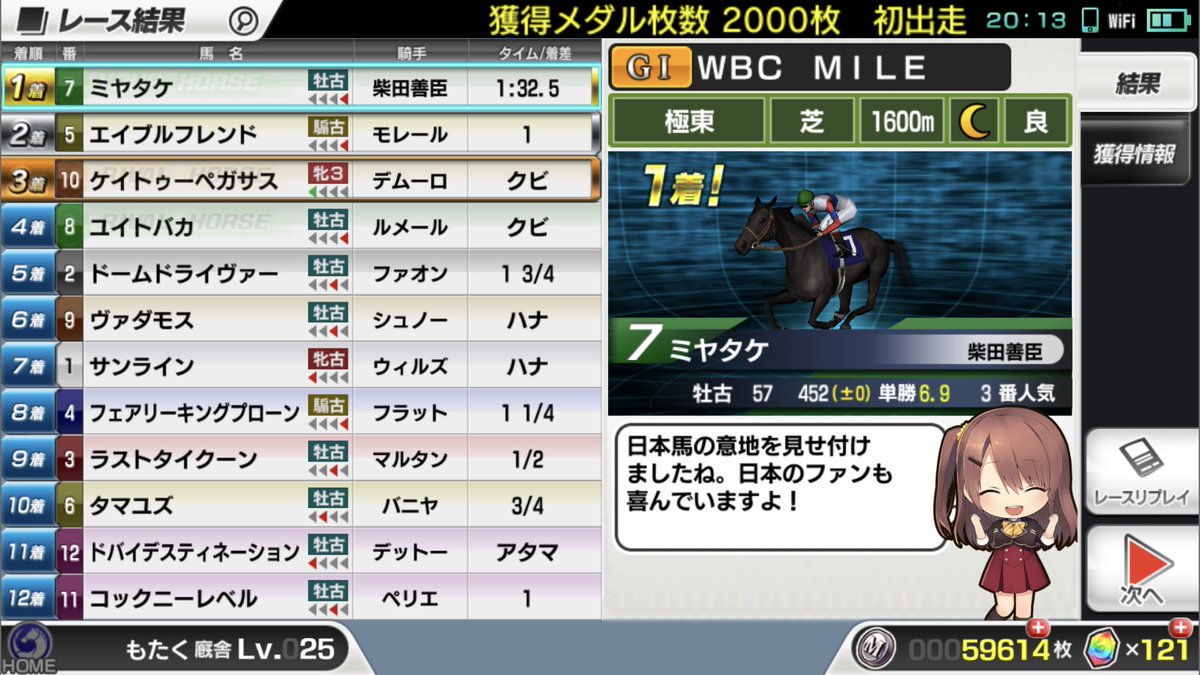 レース結果
獲得メダル枚数 2000枚 初出走 20:13 WiFi
着順 番 馬名 騎手 タイム/着差
1着 7 ミヤタケ 牡古 柴田善臣 1:32.5
2着 5 エイブルフレンド 騸古 モレール 1
3着 10 ケイトゥーペガサス 牝3 デムーロ クビ
4着 8 ユイトバカ 牡古 ルメール クビ
5着 2 ドームドライヴァー 牡古 ファオン 1 3/4
6着 9 ヴァダモス 牡古 シュノー ハナ
7着 1 サンライン 牝古 ウィルズ ハナ
8着 4 フェアリーキングプローン 騸古 フラット 1 1/4
9着 3 ラストタイクーン 牡古 マルタン 1/2
10着 6 タマユズ 牡古 バニヤ 3/4
11着 12 ドバイデスティネーション 牡古 デットー アタマ
12着 11 コックニーレベル 牡古 ペリエ 1
GI WBC MILE
極東 芝 1600m 良
1着!
7
7 ミヤタケ 柴田善臣
牡古 57 452(±0) 単勝6.9 3番人気
日本馬の意地を見せ付け
ましたね。日本のファンも
喜んでいますよ!
結果
獲得情報
レースリプレイ
次へ
HOME もたく厩舎 Lv.025
M 00059614枚 ×121